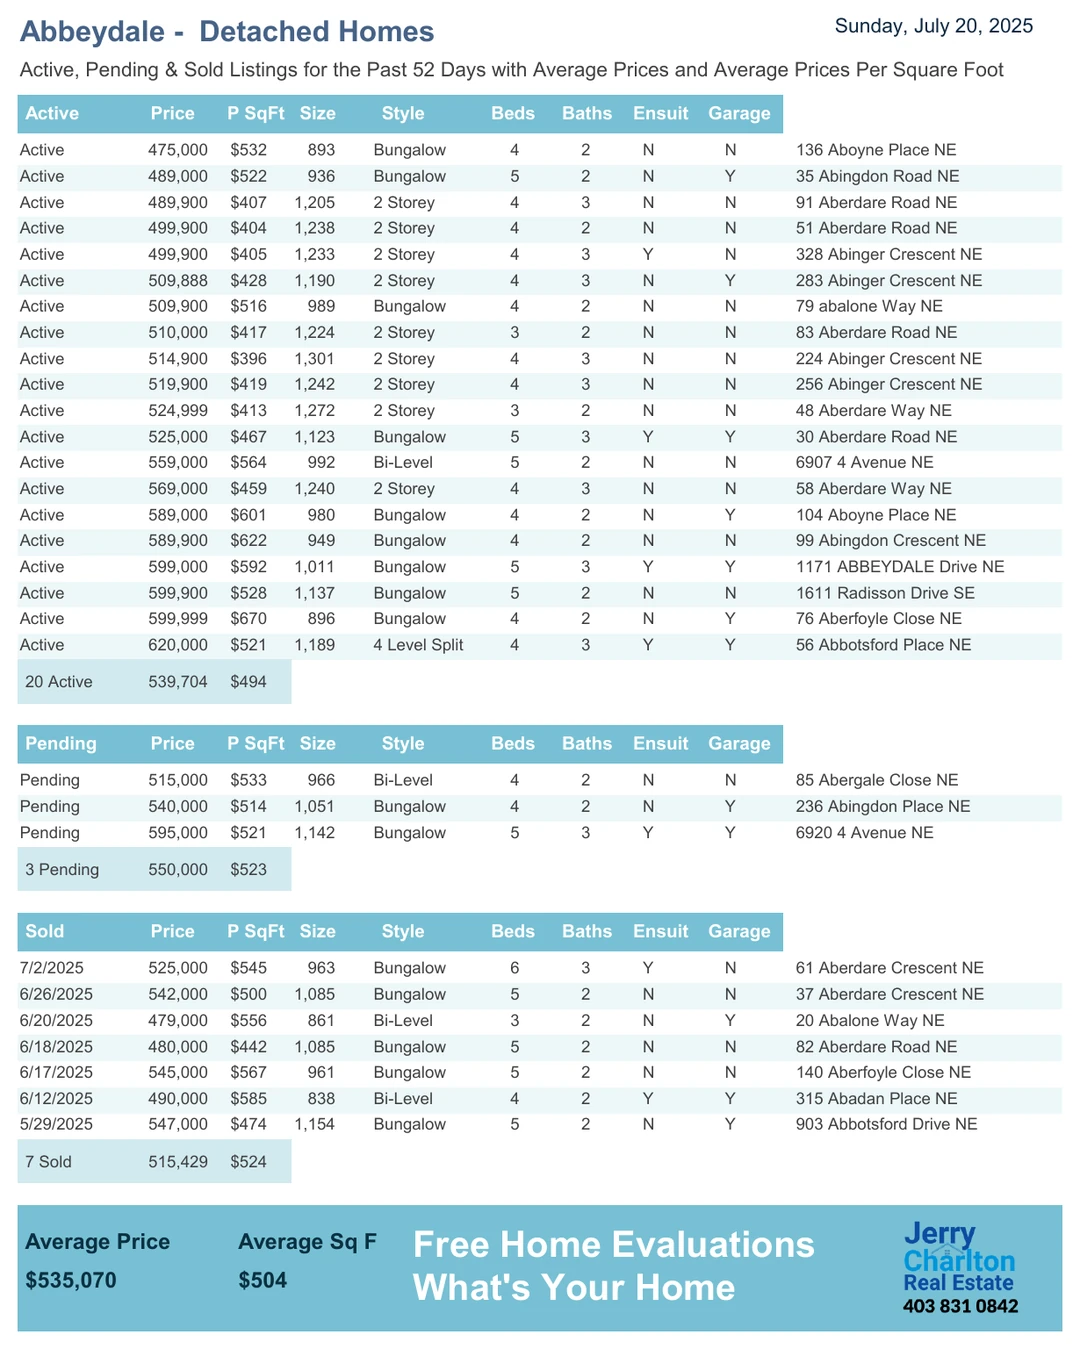 Abbeydale - Detached Homes
Sunday, July 20, 2025
Active, Pending & Sold Listings for the Past 52 Days with Average Prices and Average Prices Per Square Foot
Active Price P SqFt Size Style Beds Baths Ensuit Garage
Active 475,000 $532 893 Bungalow 4 2 N N 136 Aboyne Place NE
Active 489,000 $522 936 Bungalow 5 2 N Y 35 Abingdon Road NE
Active 489,900 $407 1,205 2 Storey 4 3 N N 91 Aberdare Road NE
Active 499,900 $404 1,238 2 Storey 4 2 N N 51 Aberdare Road NE
Active 499,900 $405 1,233 2 Storey 4 3 Y N 328 Abinger Crescent NE
Active 509,888 $428 1,190 2 Storey 4 3 N Y 283 Abinger Crescent NE
Active 509,900 $516 989 Bungalow 4 2 N N 79 abalone Way NE
Active 510,000 $417 1,224 2 Storey 3 2 N N 83 Aberdare Road NE
Active 514,900 $396 1,301 2 Storey 4 3 N N 224 Abinger Crescent NE
Active 519,900 $419 1,242 2 Storey 4 3 N N 256 Abinger Crescent NE
Active 524,999 $413 1,272 2 Storey 3 2 N N 48 Aberdare Way NE
Active 525,000 $467 1,123 Bungalow 5 3 Y Y 30 Aberdare Road NE
Active 559,000 $564 992 Bi-Level 5 2 N N 6907 4 Avenue NE
Active 569,000 $459 1,240 2 Storey 4 3 N N 58 Aberdare Way NE
Active 589,000 $601 980 Bungalow 4 2 N Y 104 Aboyne Place NE
Active 589,900 $622 949 Bungalow 4 2 N N 99 Abingdon Crescent NE
Active 599,000 $592 1,011 Bungalow 5 3 Y Y 1171 ABBEYDALE Drive NE
Active 599,900 $528 1,137 Bungalow 5 2 N N 1611 Radisson Drive SE
Active 599,999 $670 896 Bungalow 4 2 N Y 76 Aberfoyle Close NE
Active 620,000 $521 1,189 4 Level Split 4 3 Y Y 56 Abbotsford Place NE
20 Active 539,704 $494
Pending Price P SqFt Size Style Beds Baths Ensuit Garage
Pending 515,000 $533 966 Bi-Level 4 2 N N 85 Abergale Close NE
Pending 540,000 $514 1,051 Bungalow 4 2 N Y 236 Abingdon Place NE
Pending 595,000 $521 1,142 Bungalow 5 3 Y Y 6920 4 Avenue NE
3 Pending 550,000 $523
Sold Price P SqFt Size Style Beds Baths Ensuit Garage
7/2/2025 525,000 $545 963 Bungalow 6 3 Y N 61 Aberdare Crescent NE
6/26/2025 542,000 $500 1,085 Bungalow 5 2 N N 37 Aberdare Crescent NE
6/20/2025 479,000 $556 861 Bi-Level 3 2 N Y 20 Abalone Way NE
6/18/2025 480,000 $442 1,085 Bungalow 5 2 N N 82 Aberdare Road NE
6/17/2025 545,000 $567 961 Bungalow 5 2 N N 140 Aberfoyle Close NE
6/12/2025 490,000 $585 838 Bi-Level 4 2 Y Y 315 Abadan Place NE
5/29/2025 547,000 $474 1,154 Bungalow 5 2 N Y 903 Abbotsford Drive NE
7 Sold 515,429 $524
Average Price Average Sq F
$535,070 $504
Free Home Evaluations
What's Your Home
Jerry
Charlton
Real Estate
403 831 0842